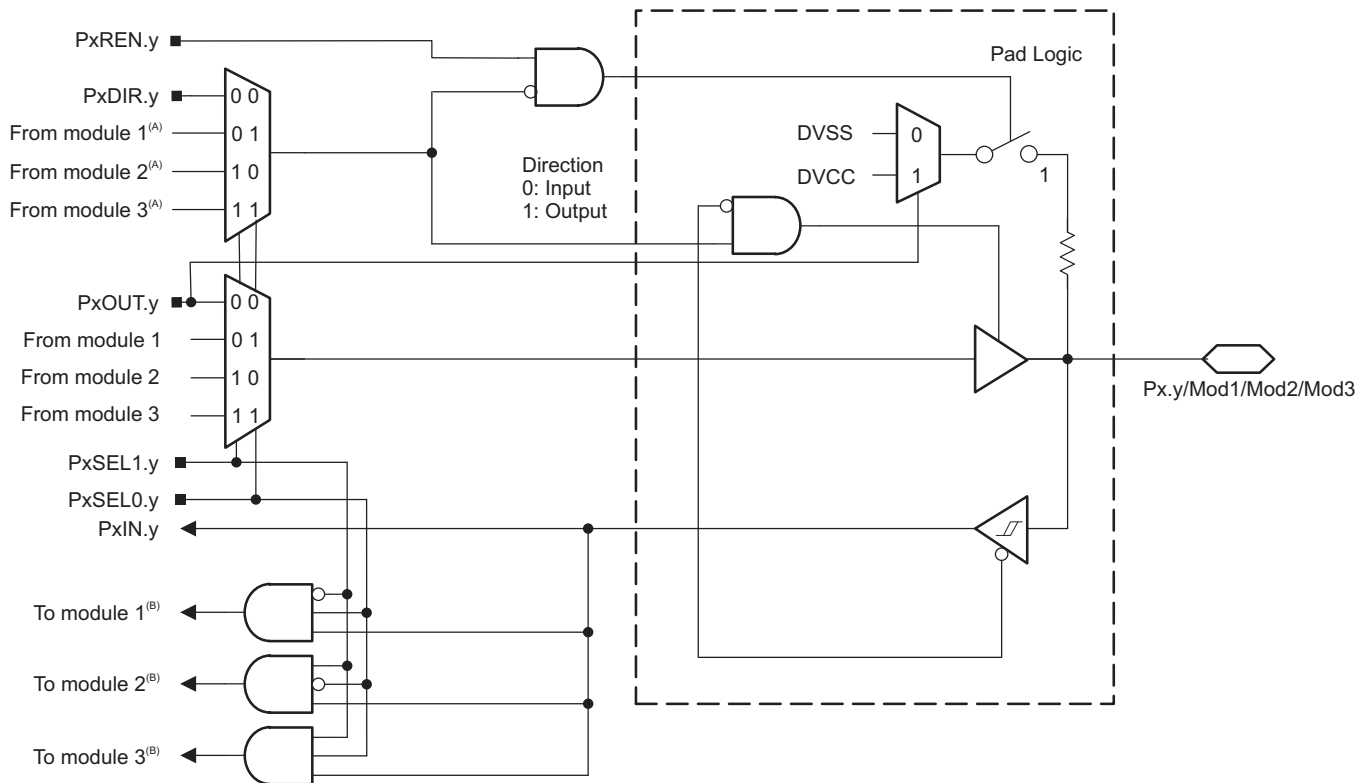 PxREN.y
Pad Logic
PxDIR.y
0 0
From module 1(A)
0 1
From module 2(A)
1 0
From module 3(A)
1 1
Direction
0: Input
1: Output
DVSS
0
DVCC
1
1
PxOUT.y
0 0
From module 1
0 1
From module 2
1 0
From module 3
1 1
Px.y/Mod1/Mod2/Mod3
PxSEL1.y
PxSEL0.y
PxIN.y
To module 1(B)
To module 2(B)
To module 3(B)